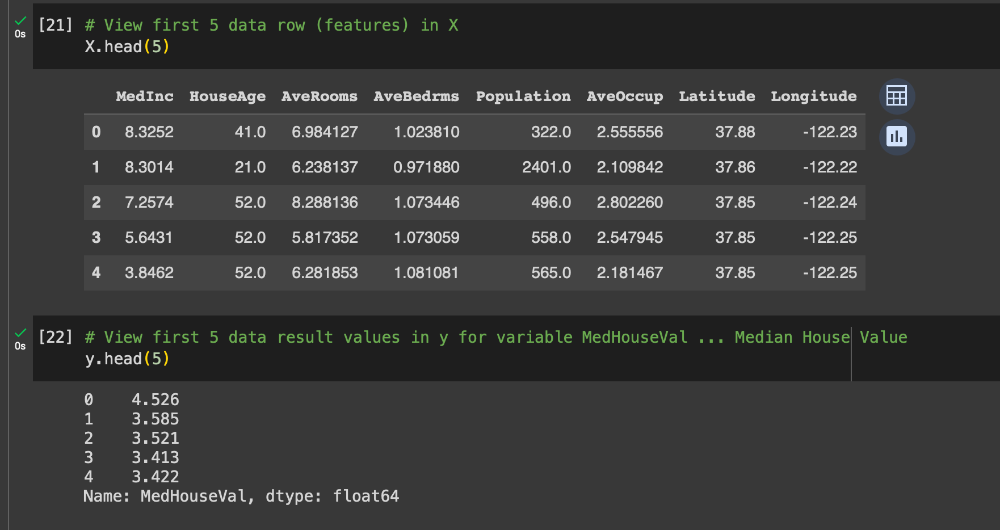 [21] # View first 5 data row (features) in X
0s
X.head(5)
MedInc HouseAge AveRooms AveBedrms Population AveOccup Latitude Longitude
0 8.3252 41.0 6.984127 1.023810 322.0 2.555556 37.88 -122.23
1 8.3014 21.0 6.238137 0.971880 2401.0 2.109842 37.86 -122.22
2 7.2574 52.0 8.288136 1.073446 496.0 2.802260 37.85 -122.24
3 5.6431 52.0 5.817352 1.073059 558.0 2.547945 37.85 -122.25
4 3.8462 52.0 6.281853 1.081081 565.0 2.181467 37.85 -122.25
[22] # View first 5 data result values in y for variable MedHouseVal ... Median House Value
0s
y.head(5)
0 4.526
1 3.585
2 3.521
3 3.413
4 3.422
Name: MedHouseVal, dtype: float64